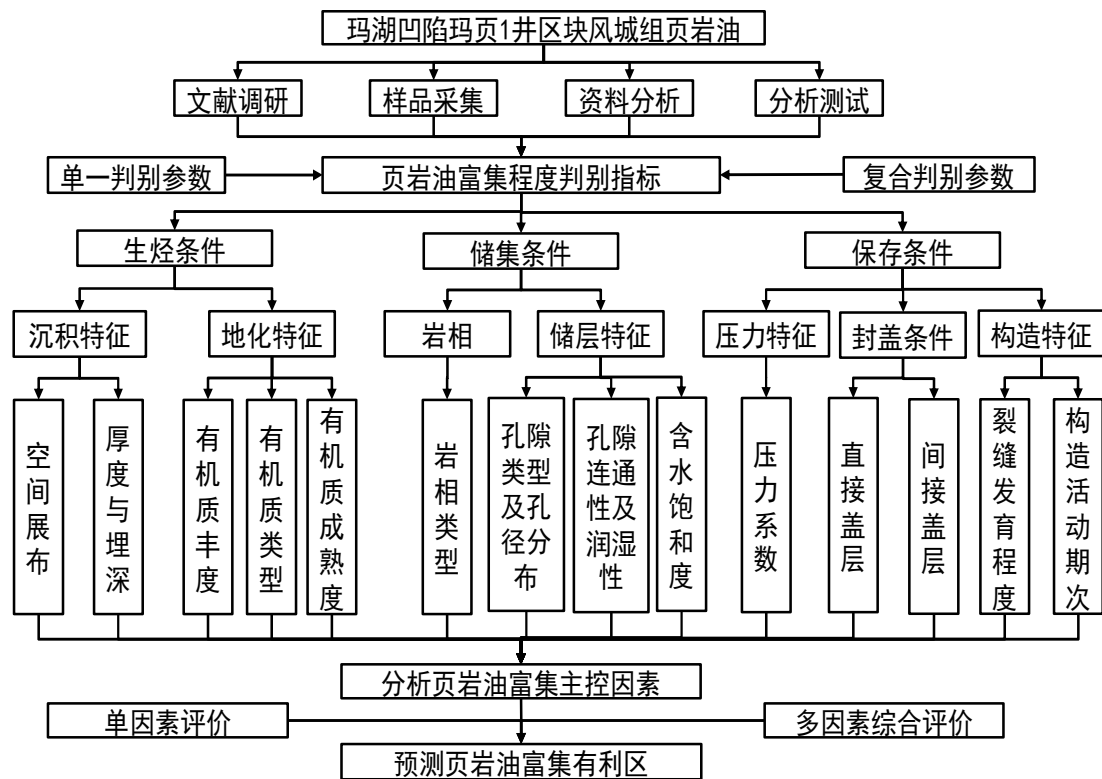 玛湖凹陷玛页1井区块风城组页岩油
文献调研
样品采集
资料分析
分析测试
单一判别参数
页岩油富集程度判别指标
复合判别参数
生烃条件
储集条件
保存条件
沉积特征
地化特征
岩相
储层特征
压力特征
封盖条件
构造特征
空间展布
厚度与埋深
有机质丰度
有机质类型
有机质成熟度
岩相类型
孔隙
类型
及孔
径分
布
孔隙
连通
性及
润湿
性
含水饱和度
压力系数
直接盖层
间接盖层
裂缝发育程度
构造活动期次
分析页岩油富集主控因素
单因素评价
多因素综合评价
预测页岩油富集有利区